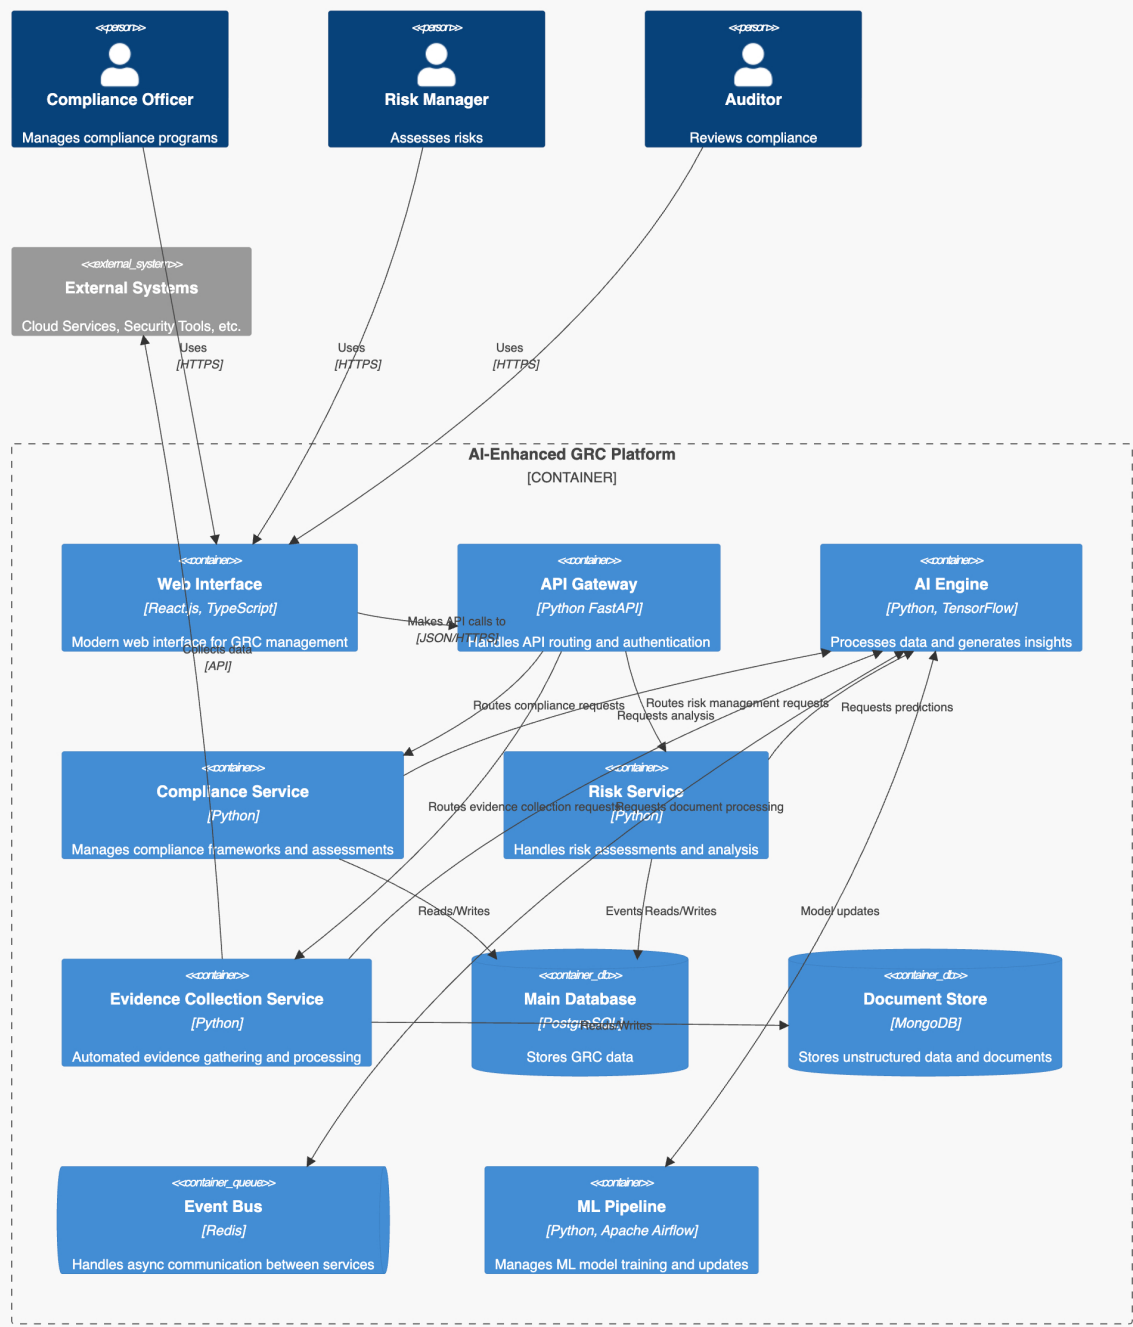 <<person>>
Compliance Officer
Manages compliance programs
<<person>>
Risk Manager
Assesses risks
<<person>>
Auditor
Reviews compliance
<<external_system>>
External Systems
Cloud Services, Security Tools, etc.
Uses
[HTTPS]
Uses
[HTTPS]
Uses
[HTTPS]
AI-Enhanced GRC Platform
[CONTAINER]
<<container>>
Web Interface
[React.js, TypeScript]
Modern web interface for GRC management
<<container>>
API Gateway
[Python FastAPI]
Handles API routing and authentication
<<container>>
AI Engine
[Python, TensorFlow]
Processes data and generates insights
Makes API calls to
[JSON/HTTPS]
Collects data
[API]
Routes compliance requests
Routes risk management requests
Requests analysis
Requests predictions
<<container>>
Compliance Service
[Python]
Manages compliance frameworks and assessments
<<container>>
Risk Service
[Python]
Handles risk assessments and analysis
Routes evidence collection requests
Requests document processing
Reads/Writes
Events
Reads/Writes
Model updates
<<container>>
Evidence Collection Service
[Python]
Automated evidence gathering and processing
<<container_db>>
Main Database
[PostgreSQL]
Stores GRC data
Reads/Writes
<<container_db>>
Document Store
[MongoDB]
Stores unstructured data and documents
<<container_queue>>
Event Bus
[Redis]
Handles async communication between services
<<container>>
ML Pipeline
[Python, Apache Airflow]
Manages ML model training and updates